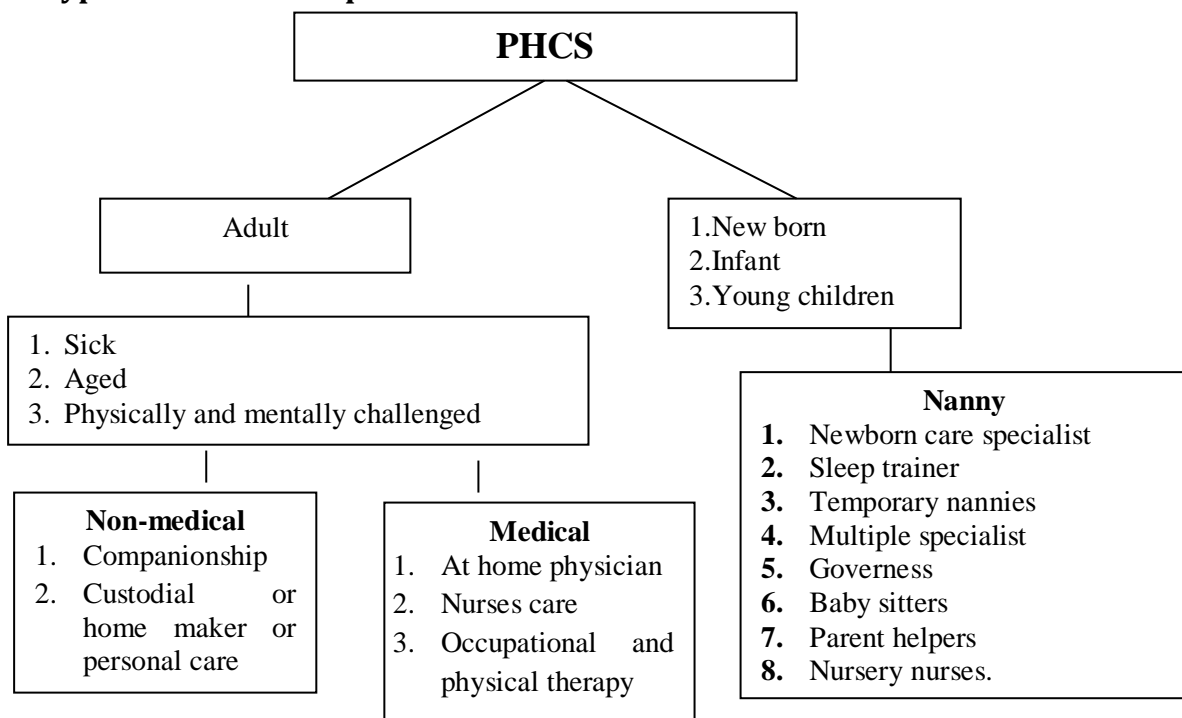 PHCS
Adult
1.New born
2.Infant
3.Young children
1. Sick
2. Aged
3. Physically and mentally challenged
Non-medical
1. Companionship
2. Custodial or
home maker or
personal care
Medical
1. At home physician
2. Nurses care
3. Occupational and
physical therapy
Nanny
1. Newborn care specialist
2. Sleep trainer
3. Temporary nannies
4. Multiple specialist
5. Governess
6. Baby sitters
7. Parent helpers
8. Nursery nurses.